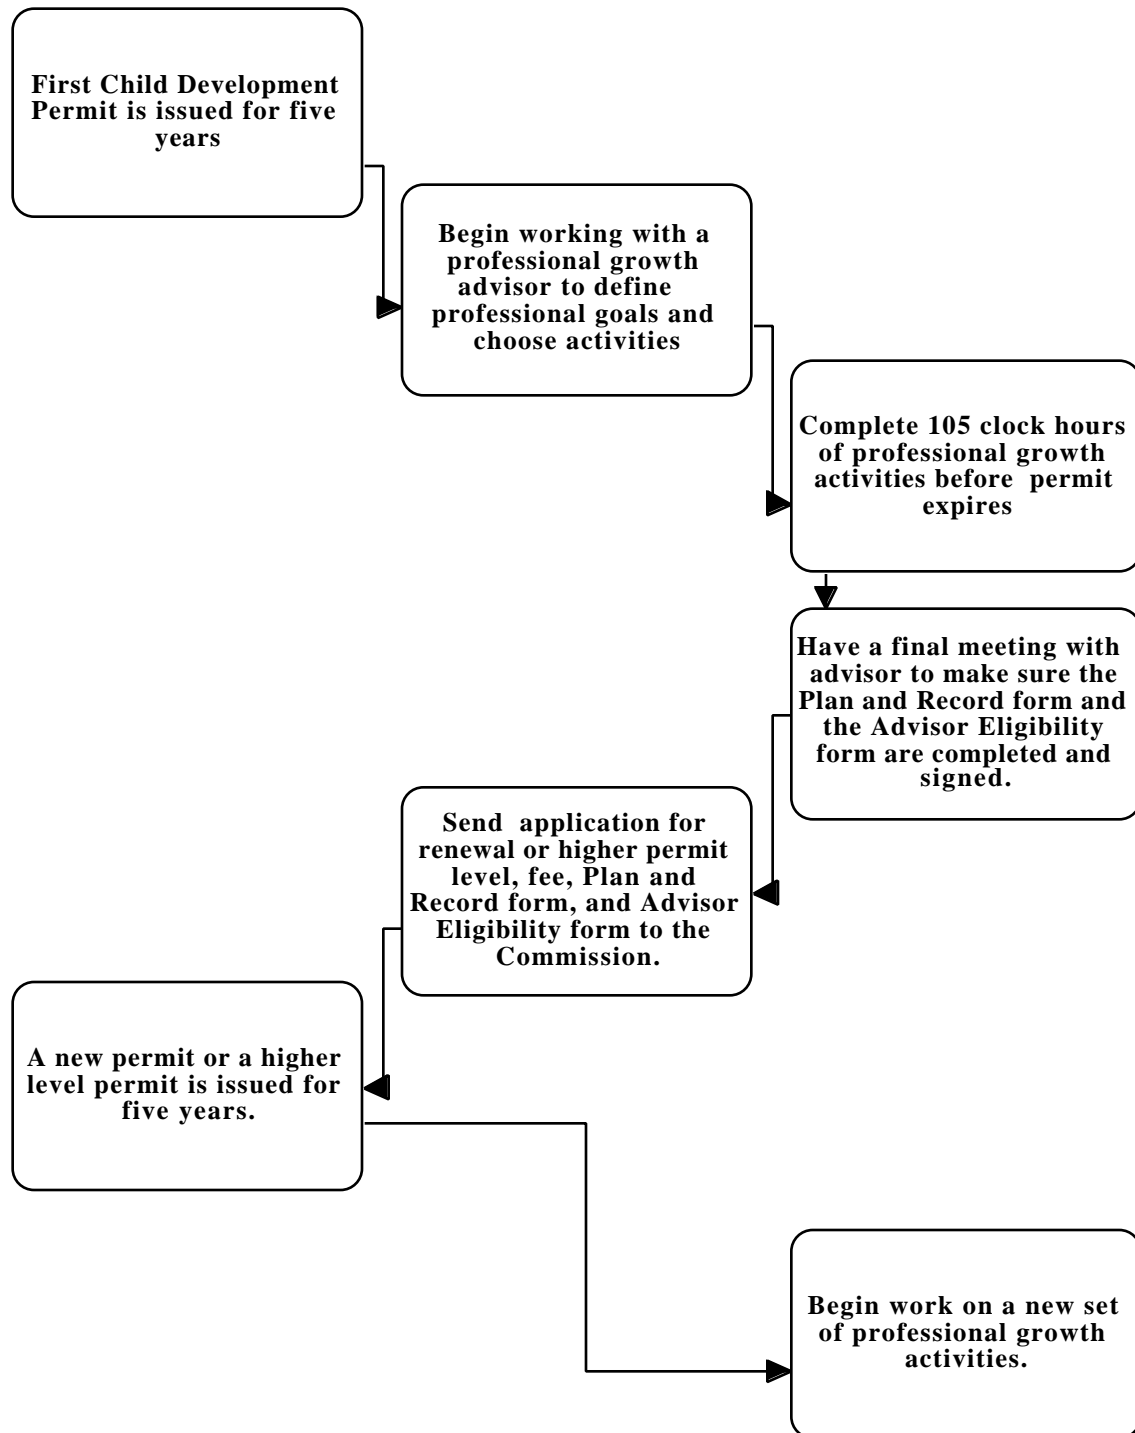 First Child Development
Permit is issued for five
years
Begin working with a
professional growth
advisor to define
professional goals and
choose activities
Complete 105 clock hours
of professional growth
activities before permit
expires
Have a final meeting with
advisor to make sure the
Plan and Record form and
the Advisor Eligibility
form are completed and
signed.
Send application for
renewal or higher permit
level, fee, Plan and
Record form, and Advisor
Eligibility form to the
Commission.
A new permit or a higher
level permit is issued for
five years.
Begin work on a new set
of professional growth
activities.